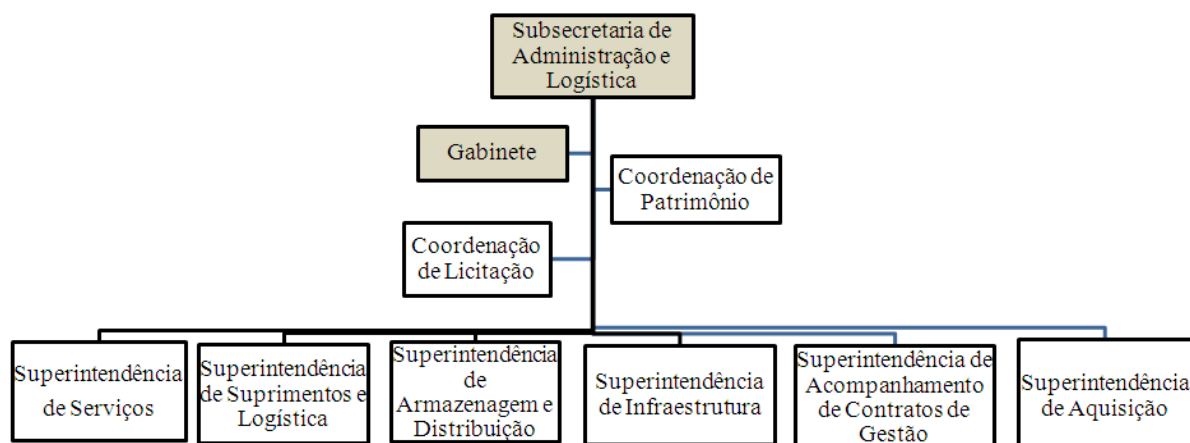 Subsecretaria de
Administração e
Logística
Gabinete
Coordenação de
Patrimônio
Coordenação
de Licitação
Superintendência
de Serviços
Superintendência
de Suprimentos e
Logística
Superintendência
de
Armazenagem e
Distribuição
Superintendência
de Infraestrutura
Superintendência de
Acompanhamento
de Contratos de
Gestão
Superintendência
de Aquisição